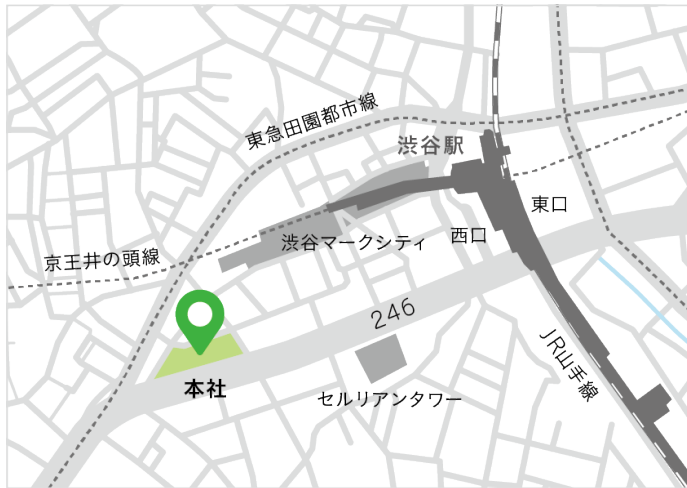 東急田園都市線
渋谷駅
東口
西口
渋谷マークシティ
京王井の頭線
246
JR山手線
本社
セルリアンタワー